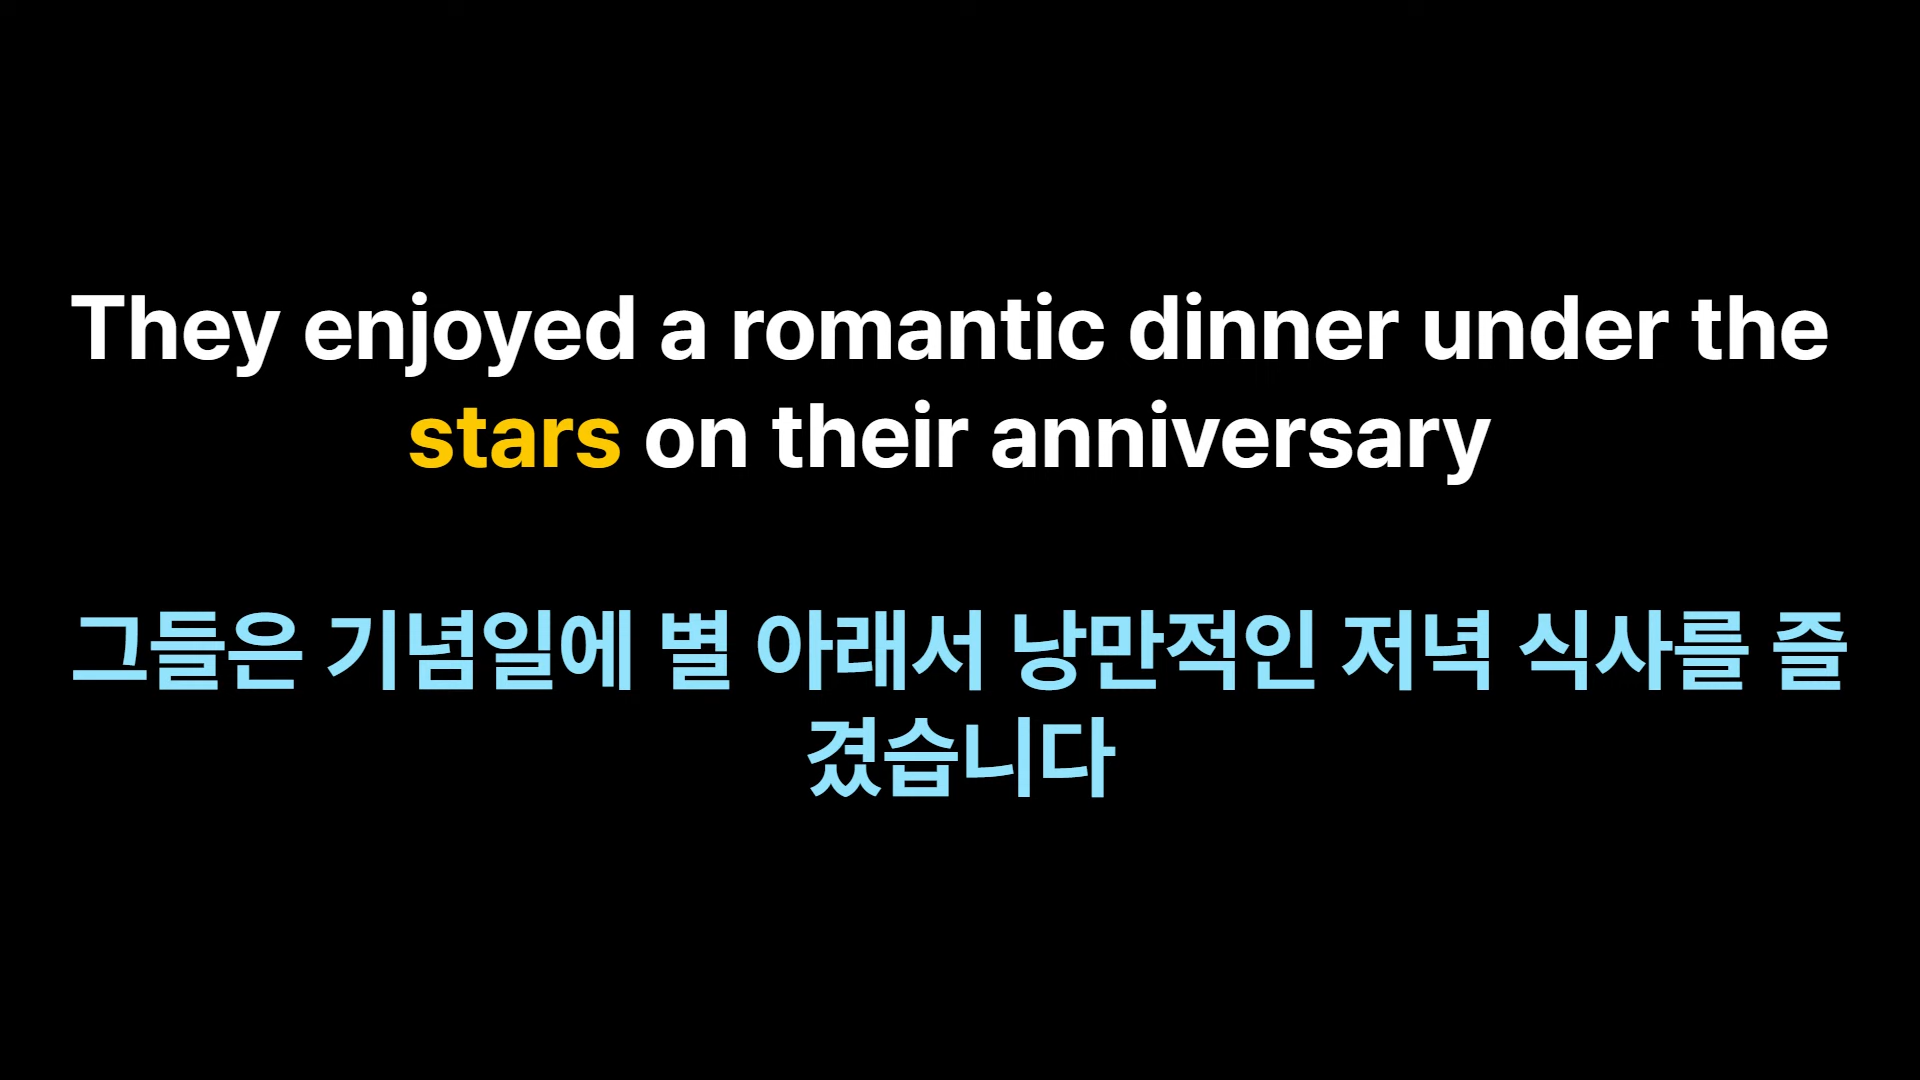 They enjoyed a romantic dinner under the
stars on their anniversary
그들은 기념일에 별 아래서 낭만적인 저녁 식사를 즐
겼습니다